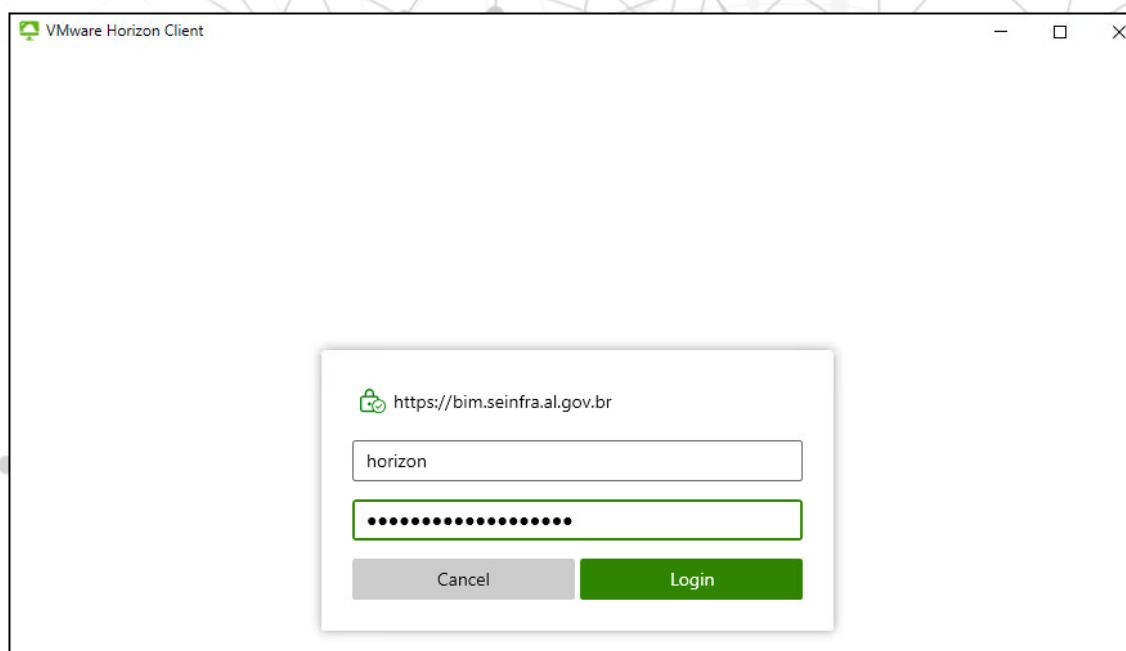 VMware Horizon Client
https://bim.seinfra.al.gov.br
horizon
●●●●●●●●●●●●●●●●●●●
Cancel Login